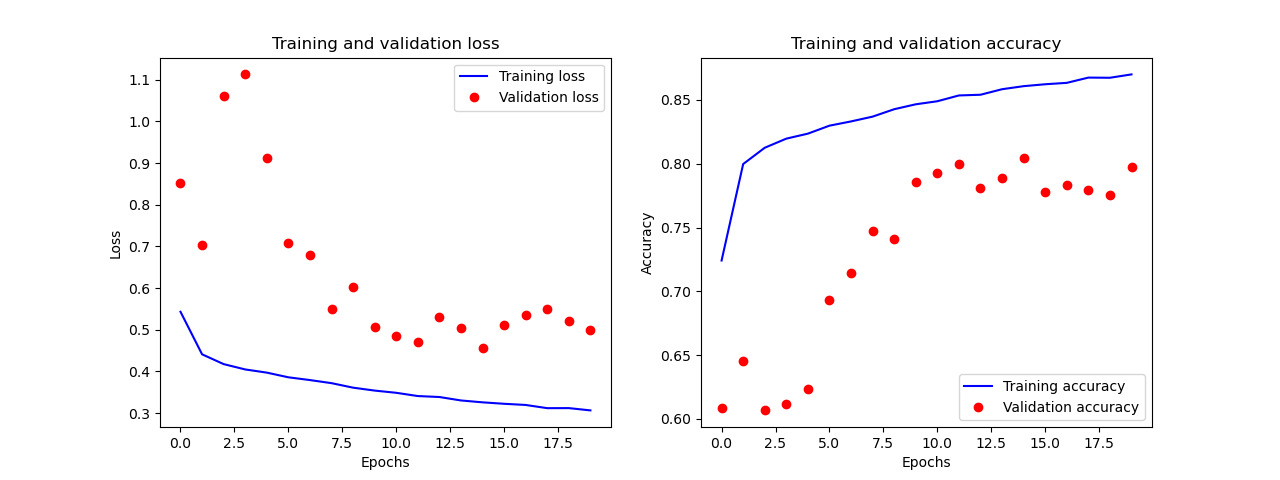 Training and validation loss
1.1
1.0
0.9
0.8
0.7
0.6
0.5
0.4
0.3
Loss
Training loss
Validation loss
0.0 2.5 5.0 7.5 10.0 12.5 15.0 17.5
Epochs
Training and validation accuracy
0.85
0.80
0.75
0.70
0.65
0.60
Accuracy
Training accuracy
Validation accuracy
0.0 2.5 5.0 7.5 10.0 12.5 15.0 17.5
Epochs